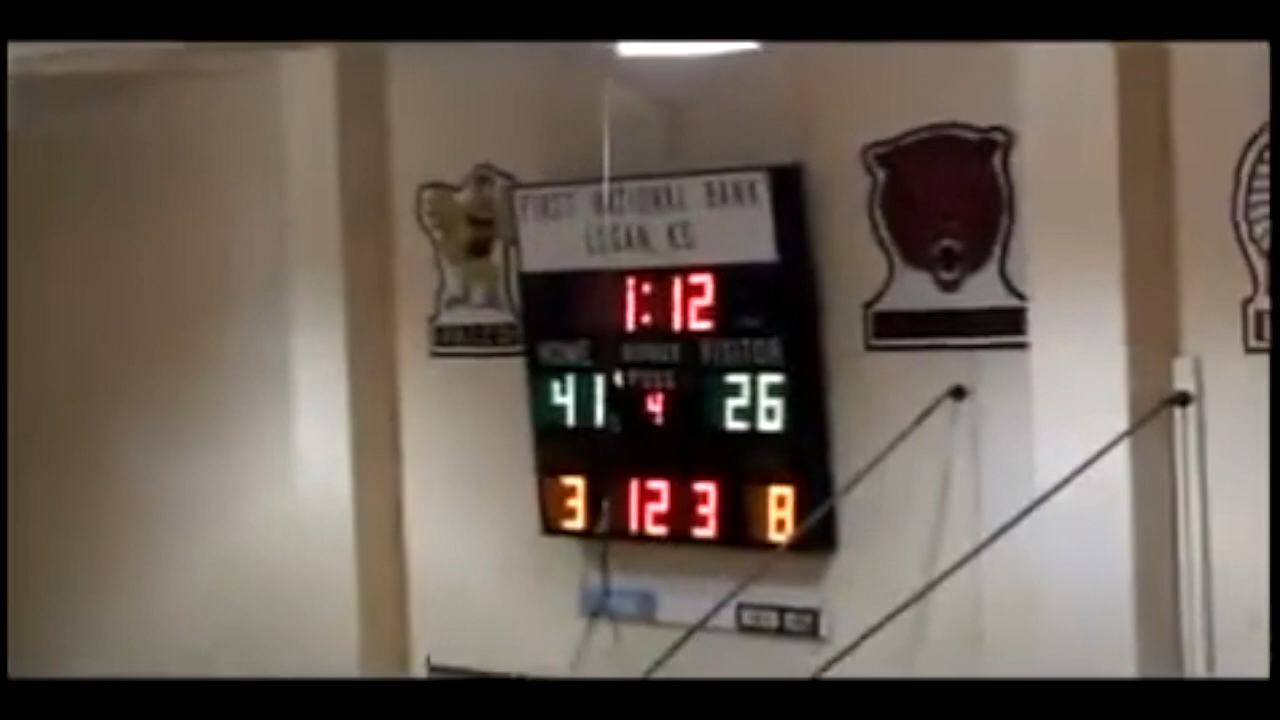 FIRST NATIONAL BANK
LOGAN, KS
1:12
HOME VISITOR
POSS
41 4 26
3 12 3 8